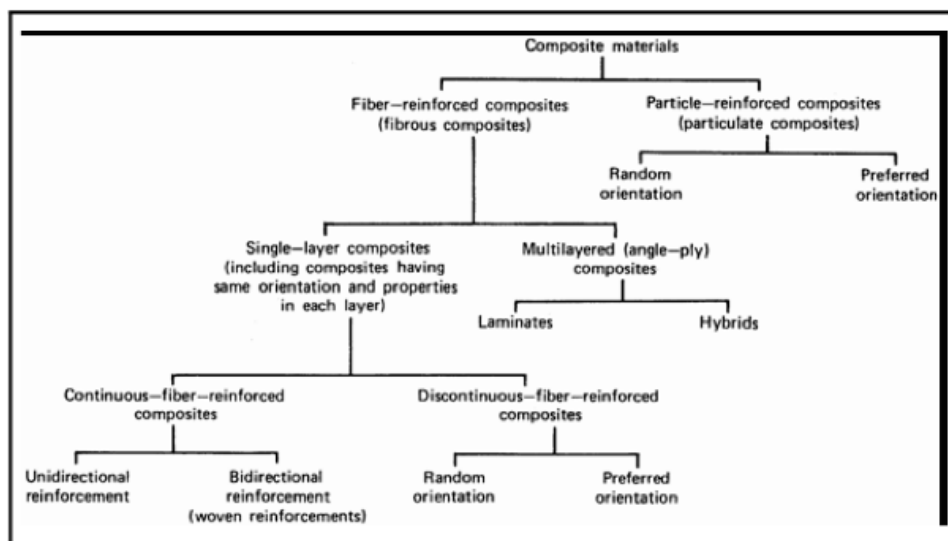 Composite materials
Fiber—reinforced composites
(fibrous composites)
Particle—reinforced composites
(particulate composites)
Random
orientation
Preferred
orientation
Single—layer composites
(including composites having
same orientation and properties
in each layer)
Multilayered (angle—ply)
composites
Laminates
Hybrids
Continuous—fiber—reinforced
composites
Discontinuous—fiber—reinforced
composites
Unidirectional
reinforcement
Bidirectional
reinforcement
(woven reinforcements)
Random
orientation
Preferred
orientation